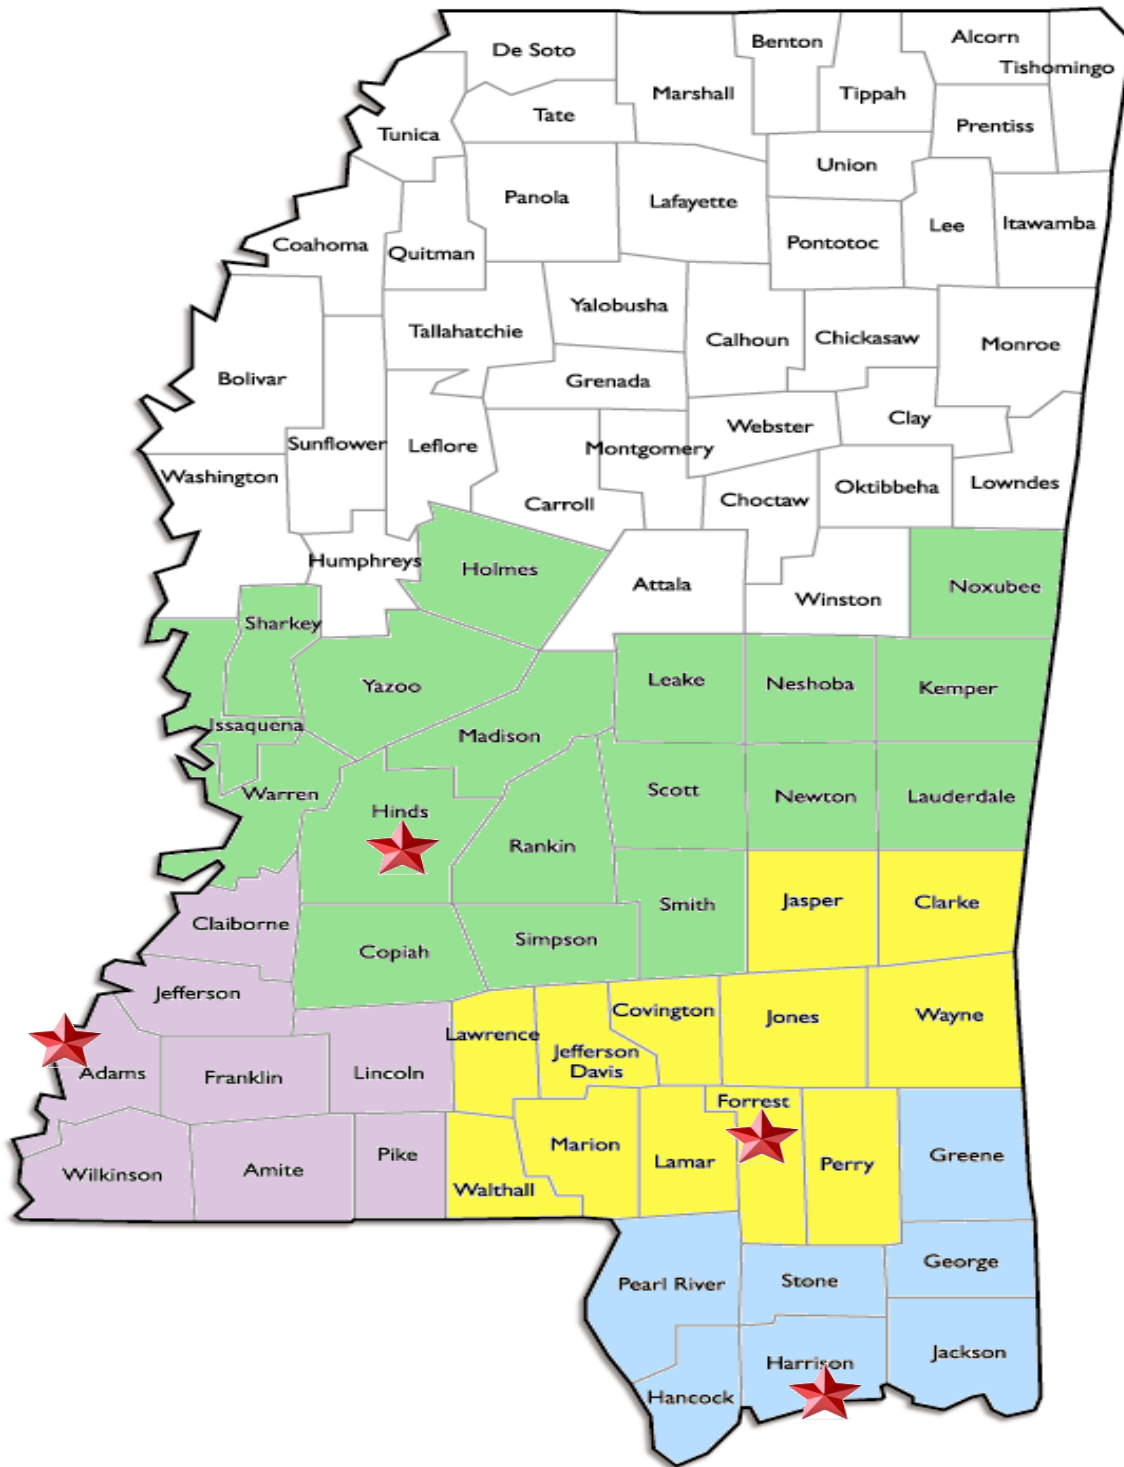 De Soto
Benton
Alcorn
Tishomingo
Marshall
Tippah
Tate
Tunica
Prentiss
Union
Panola
Lafayette
Lee
Itawamba
Coahoma
Quitman
Pontotoc
Yalobusha
Tallahatchie
Calhoun
Chickasaw
Monroe
Bolivar
Grenada
Webster
Clay
Sunflower
Leflore
Montgomery
Washington
Carroll
Choctaw
Oktibbeha
Lowndes
Humphreys
Holmes
Attala
Winston
Noxubee
Sharkey
Yazoo
Leake
Neshoba
Kemper
Issaquena
Madison
Warren
Hinds
Scott
Newton
Lauderdale
Rankin
Smith
Jasper
Clarke
Claiborne
Copiah
Simpson
Jefferson
Lawrence
Covington
Jones
Wayne
Jefferson
Davis
Adams
Franklin
Lincoln
Forrest
Wilkinson
Amite
Pike
Walthall
Marion
Lamar
Perry
Greene
Pearl River
Stone
George
Harrison
Jackson
Hancock